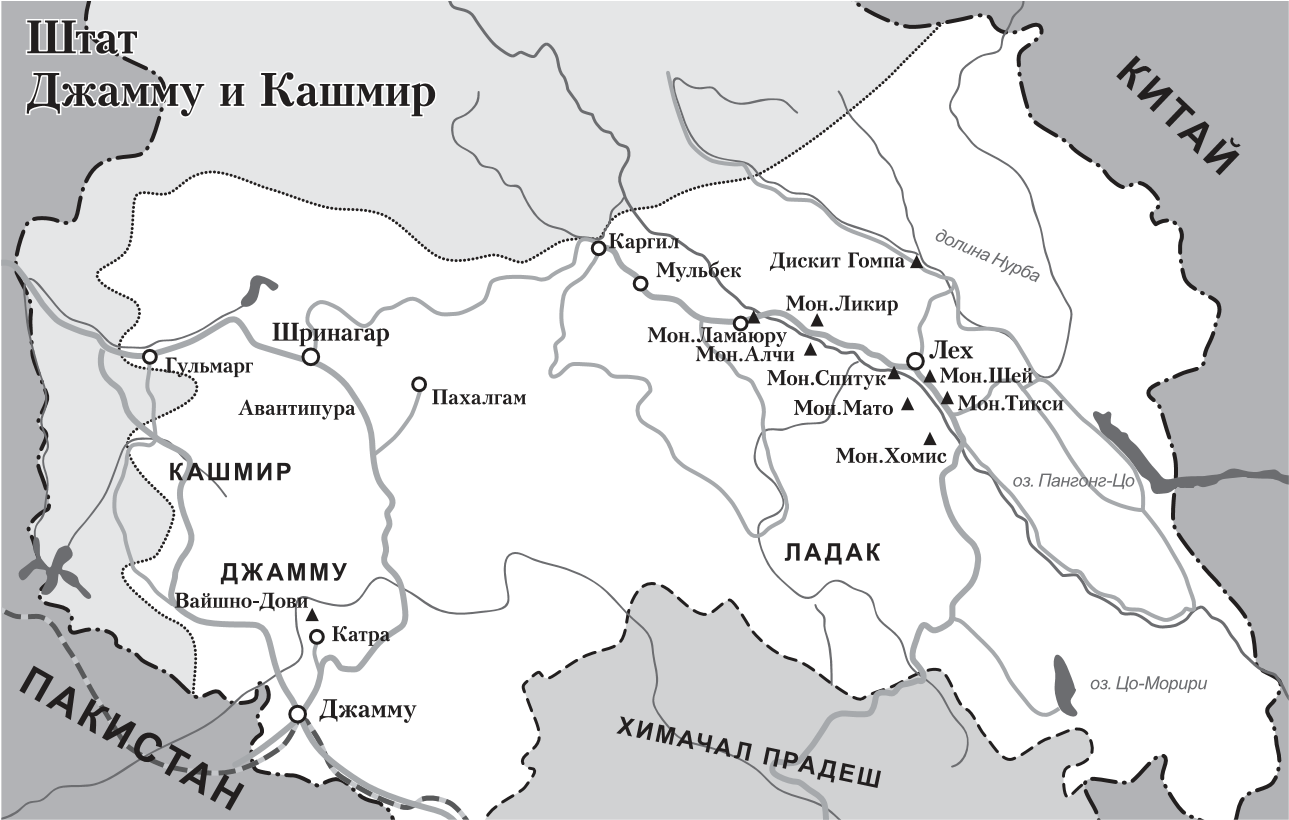 Штат
Джамму и Кашмир
КИТАЙ
Каргил
долина Нурба
Мульбек
Дискит Гомпа
Мон.Ликир
Шринагар
Мон.Ламаюру
Лех
Гульмарг
Мон.Алчи
Мон.Спитук
Мон.Шей
Пахалгам
Авантипура
Мон.Мато
Мон.Тикси
Мон.Хомис
КАШМИР
оз. Пангонг-Цо
ЛАДАК
ДЖАММУ
Вайшно-Дови
Катра
ПАКИСТАН
оз. Цо-Морири
Джамму
ХИМАЧАЛ ПРАДЕШ